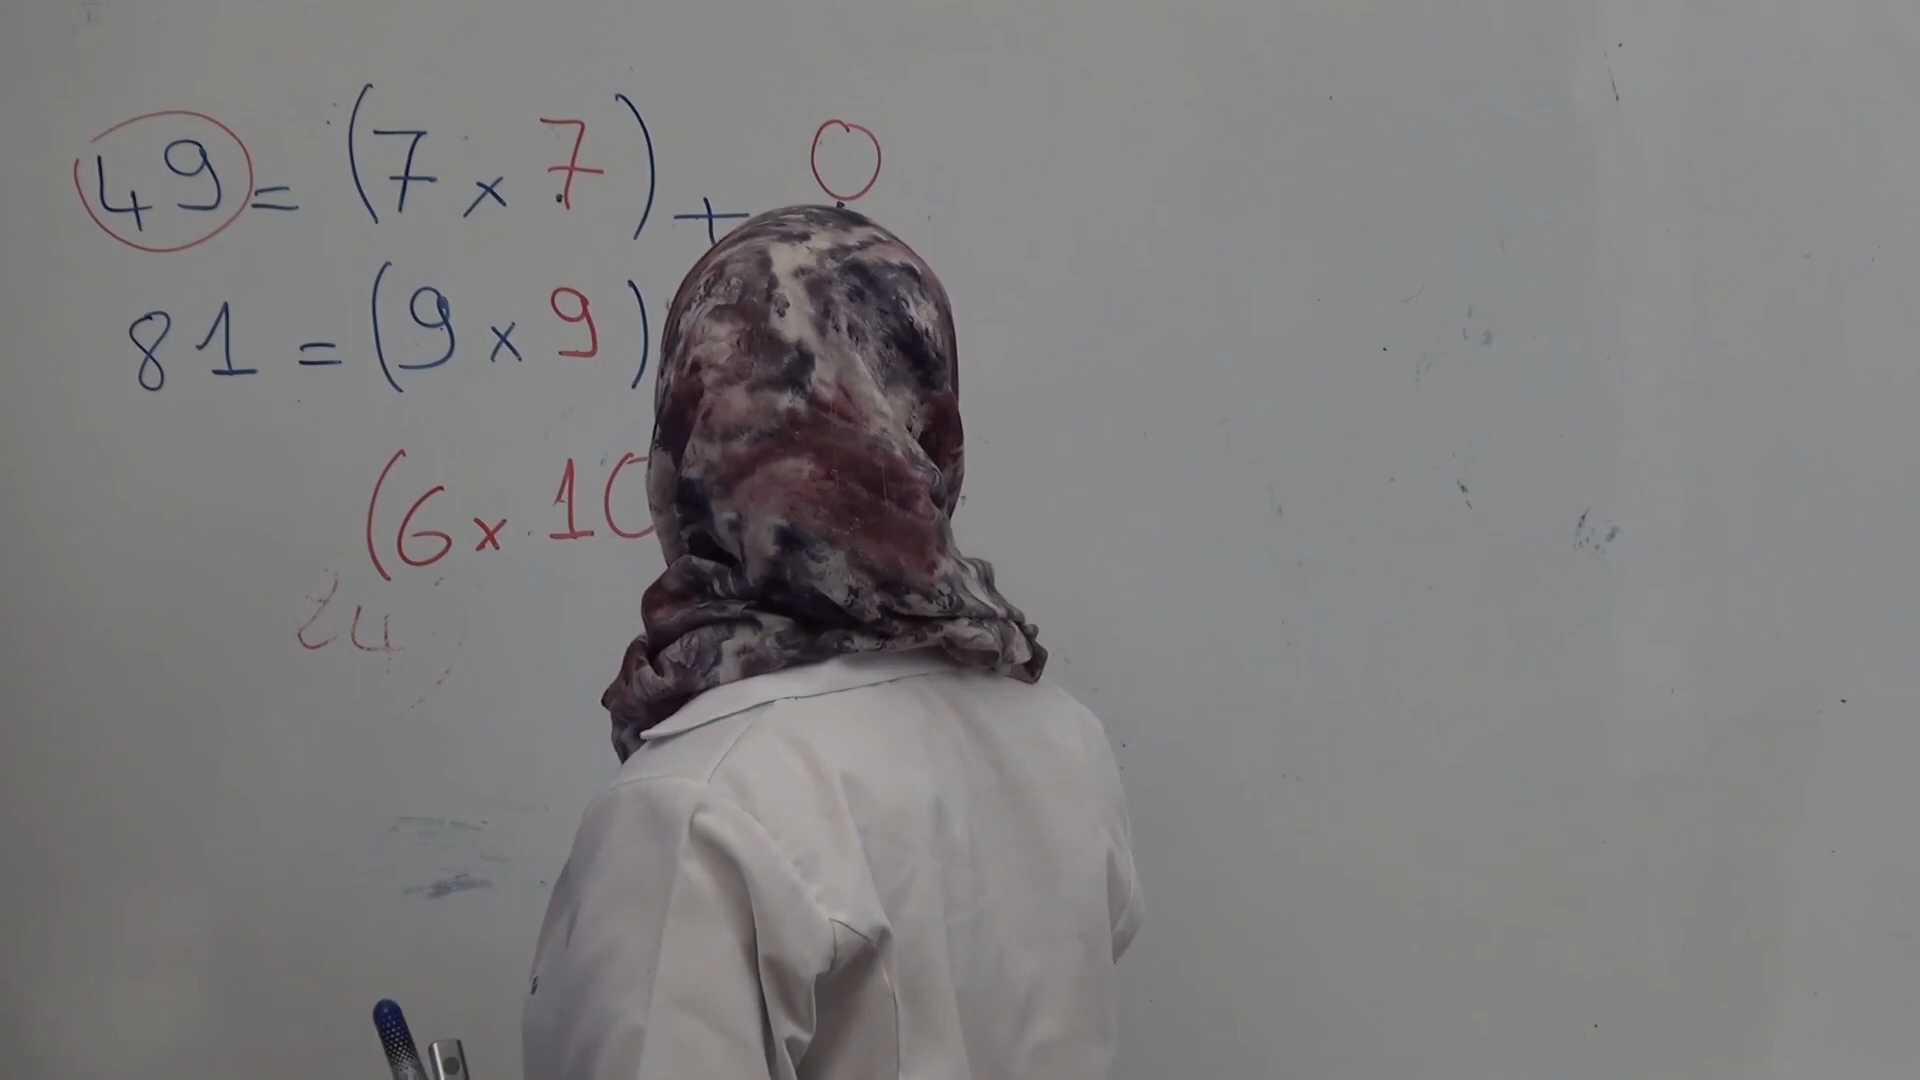 49 = (7 × 7) + 0
81 = (9 × 9)
(6 × 10
24